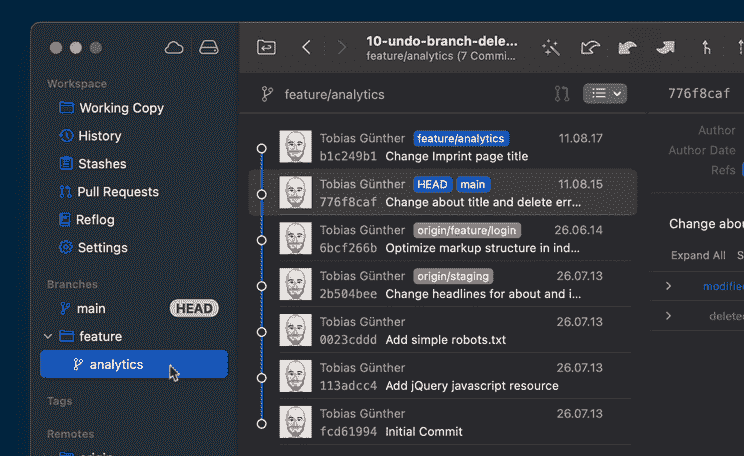 10-undo-branch-dele...
feature/analytics (7 Commi...
Workspace
Working Copy
History
Stashes
Pull Requests
Reflog
Settings
Branches
main HEAD
feature
analytics
Tags
Remotes
origin
feature/analytics
Tobias Günther feature/analytics 11.08.17
b1c249b1 Change Imprint page title
Tobias Günther HEAD main 11.08.15
776f8caf Change about title and delete err...
Tobias Günther origin/feature/login 26.06.14
6bcf266b Optimize markup structure in ind...
Tobias Günther origin/staging 26.07.13
2b504bee Change headlines for about and i...
Tobias Günther 26.07.13
0023cddd Add simple robots.txt
Tobias Günther 26.07.13
113adcc4 Add jQuery javascript resource
Tobias Günther 26.07.13
fcd61994 Initial Commit
776f8caf
Author
Author Date
Refs
Change abou
Expand All S
modified
deleted